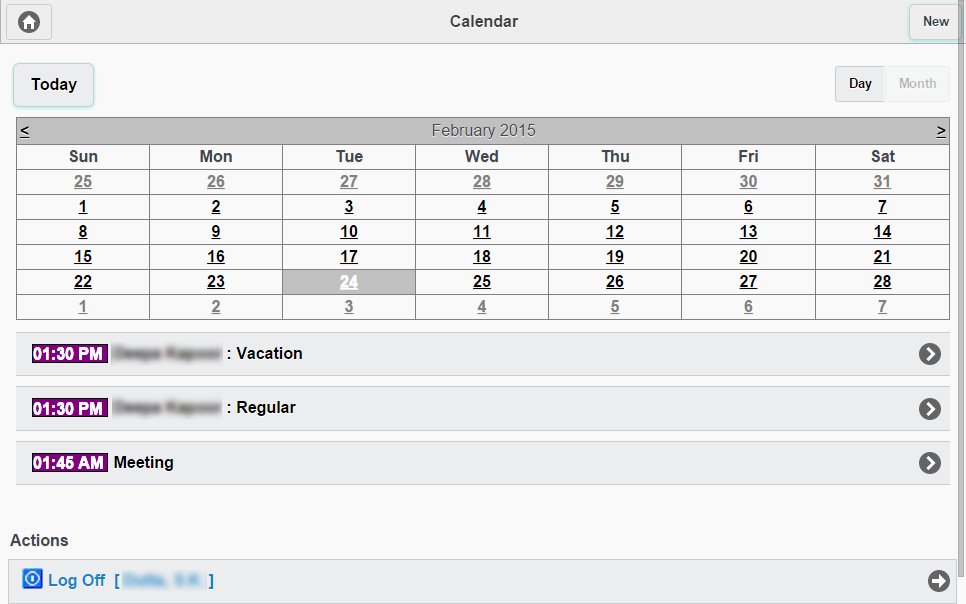 Calendar New
Today Day Month
< February 2015 >
Sun Mon Tue Wed Thu Fri Sat
25 26 27 28 29 30 31
1 2 3 4 5 6 7
8 9 10 11 12 13 14
15 16 17 18 19 20 21
22 23 24 25 26 27 28
1 2 3 4 5 6 7
01:30 PM : Vacation
01:30 PM : Regular
01:45 AM Meeting
Actions
Log Off [ ]